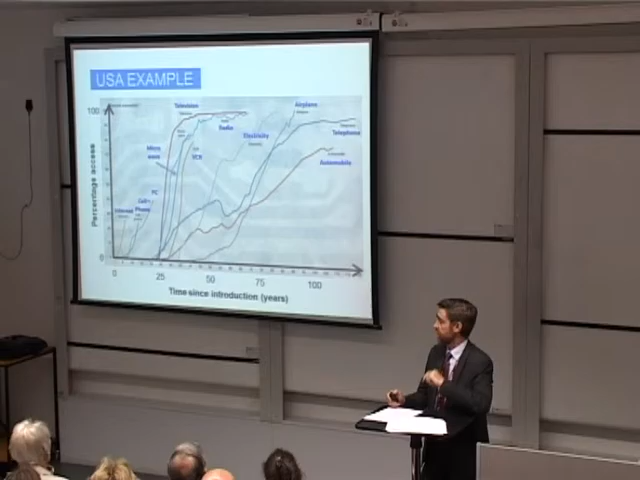 USA EXAMPLE
100
Percentage access
Television
Airplane
Radio
Telephone
Electricity
Micro
wave
VCR
Automobile
PC
Cell
Phone
Internet
0
0
25
50
75
100
Time since introduction (years)